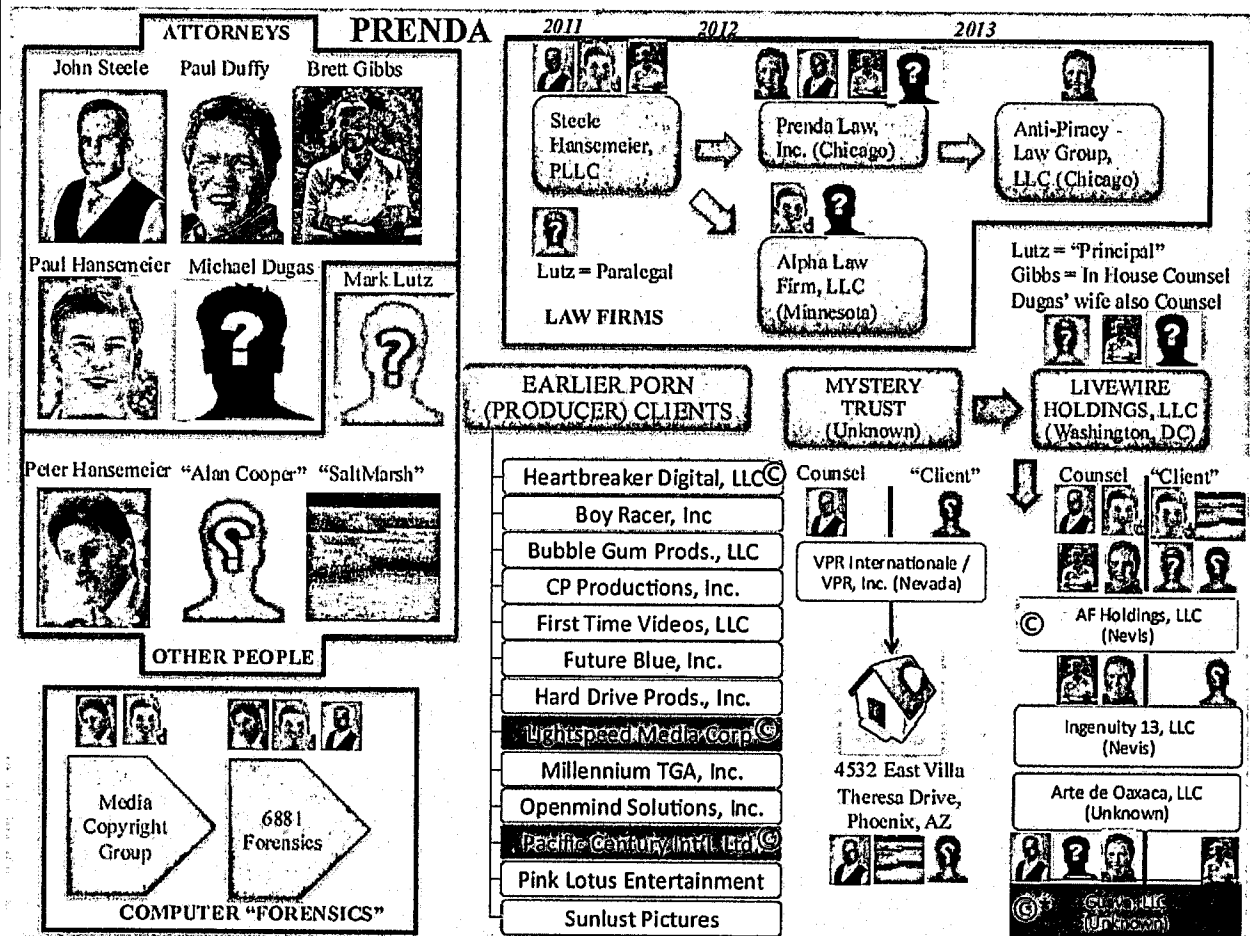 PRENDA
ATTORNEYS
John Steele
Paul Duffy
Brett Gibbs
Paul Hansemeier
Michael Dugas
?
Mark Lutz
?
Peter Hansemeier
"Alan Cooper"
?
"SaltMarsh"
OTHER PEOPLE
Media
Copyright
Group
6881
Forensics
COMPUTER "FORENSICS"
2011
2012
2013
Steele
Hansemeier,
PLLC
?
Prenda Law,
Inc. (Chicago)
Anti-Piracy
Law Group,
LLC (Chicago)
?
Lutz = Paralegal
?
Alpha Law
Firm, LLC
(Minnesota)
LAW FIRMS
Lutz = "Principal"
Gibbs = In House Counsel
Dugas' wife also Counsel
?
?
EARLIER PORN
(PRODUCER) CLIENTS
Heartbreaker Digital, LLC ©
Boy Racer, Inc
Bubble Gum Prods., LLC
CP Productions, Inc.
First Time Videos, LLC
Future Blue, Inc.
Hard Drive Prods., Inc.
Lightspeed Media Corp ©
Millennium TGA, Inc.
Openmind Solutions, Inc.
Pacific Century Int'l. Ltd ©
Pink Lotus Entertainment
Sunlust Pictures
MYSTERY
TRUST
(Unknown)
Counsel
"Client"
?
VPR Internationale /
VPR, Inc. (Nevada)
4532 East Villa
Theresa Drive,
Phoenix, AZ
?
LIVEWIRE
HOLDINGS, LLC
(Washington, DC)
Counsel
"Client"
?
?
© AF Holdings, LLC
(Nevis)
?
Ingenuity 13, LLC
(Nevis)
Arte de Oaxaca, LLC
(Unknown)
?
© Guava, LLC
(Unknown)